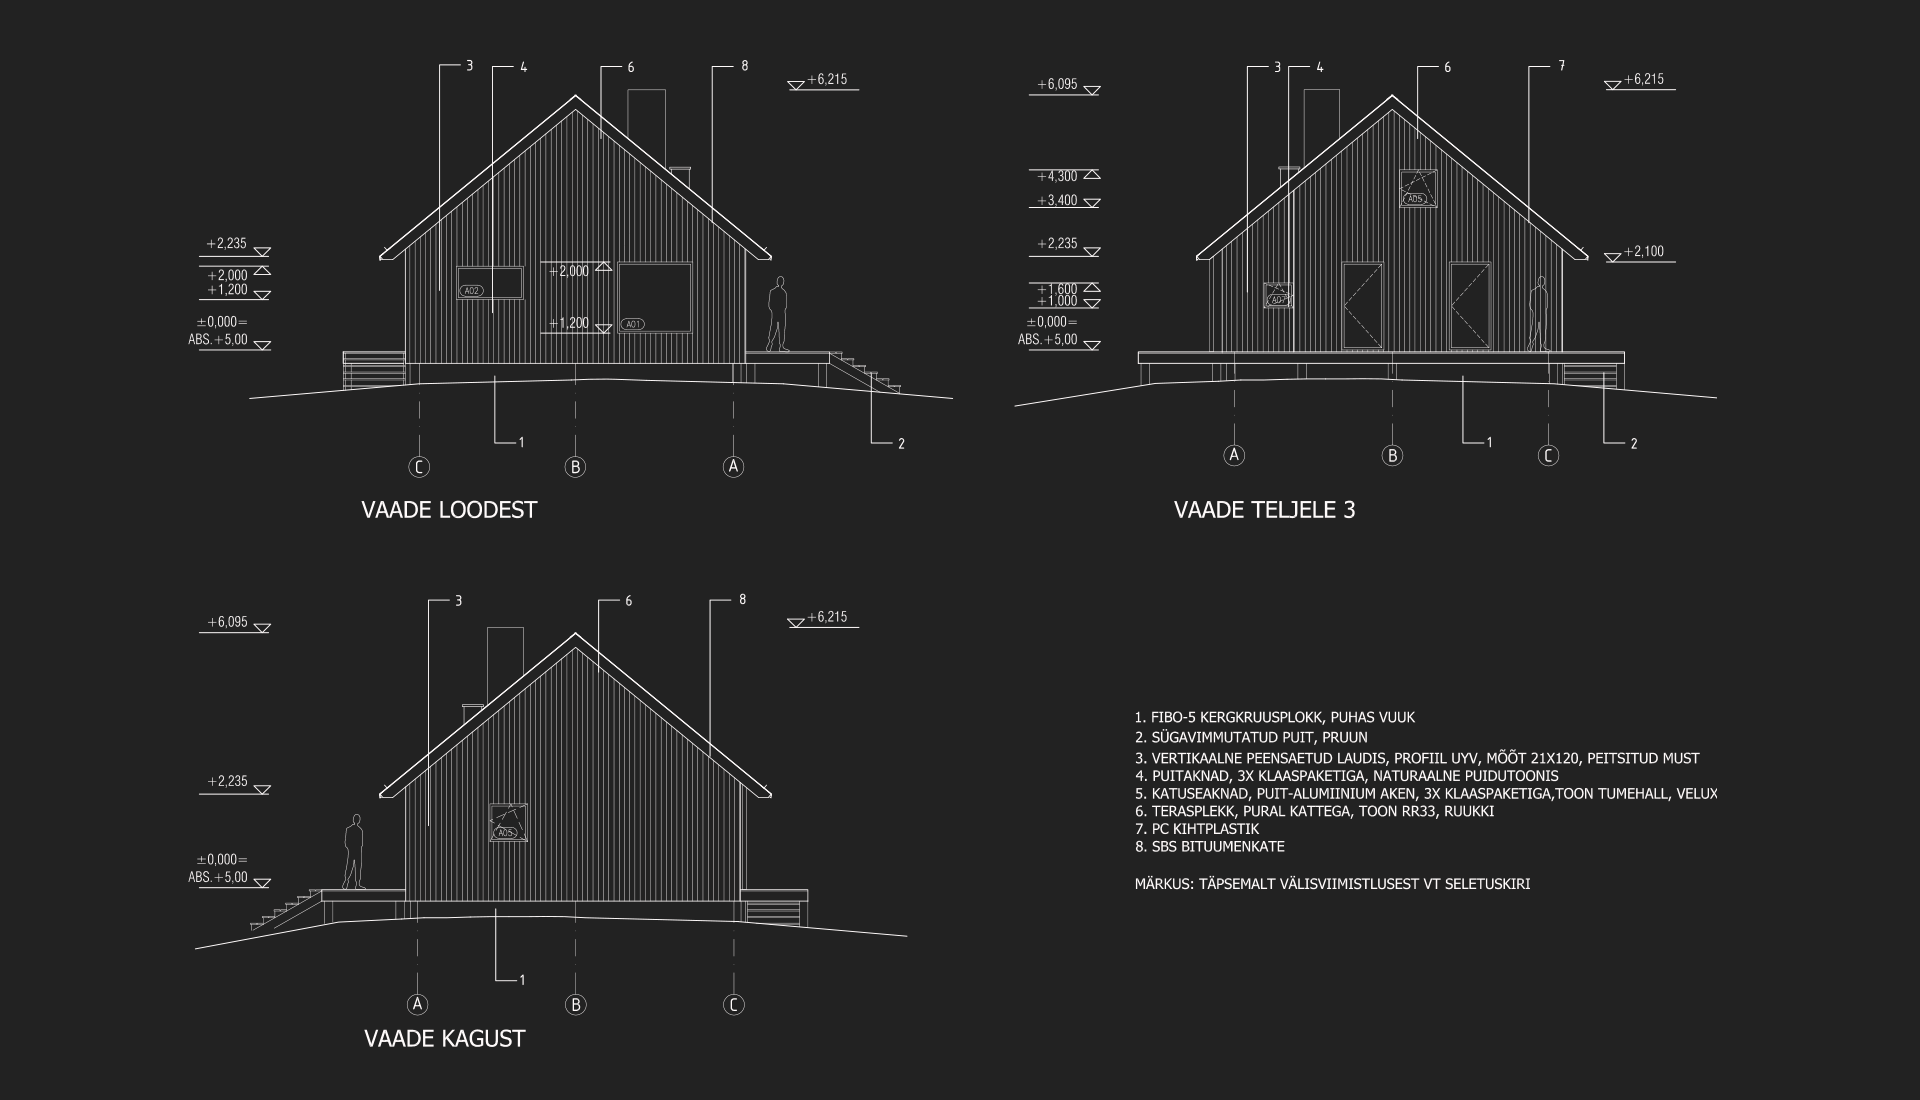 3 4 6 8
+6,215
+2,235
+2,000
+1,200
±0,000=
ABS.+5,00
+2,000
+1,200
A02
A01
1
2
C B A
VAADE LOODEST
3 4 6 7
+6,095
+6,215
+4,300
+3,400
+2,235
+2,100
+1,600
+1,000
±0,000=
ABS.+5,00
A05
A07
1
2
A B C
VAADE TELJELE 3
3 6 8
+6,095
+6,215
+2,235
±0,000=
ABS.+5,00
A05
1
A B C
VAADE KAGUST
1. FIBO-5 KERGKRUUSPLOKK, PUHAS VUUK
2. SÜGAVIMMUTATUD PUIT, PRUUN
3. VERTIKAALNE PEENSAETUD LAUDIS, PROFIIL UYV, MÕÕT 21X120, PEITSITUD MUST
4. PUITAKNAD, 3X KLAASPAKETIGA, NATURAALNE PUIDUTOONIS
5. KATUSEAKNAD, PUIT-ALUMIINIUM AKEN, 3X KLAASPAKETIGA,TOON TUMEHALL, VELUX
6. TERASPLEKK, PURAL KATTEGA, TOON RR33, RUUKKI
7. PC KIHTPLASTIK
8. SBS BITUUMENKATE
MÄRKUS: TÄPSEMALT VÄLISVIIMISTLUSEST VT SELETUSKIRI